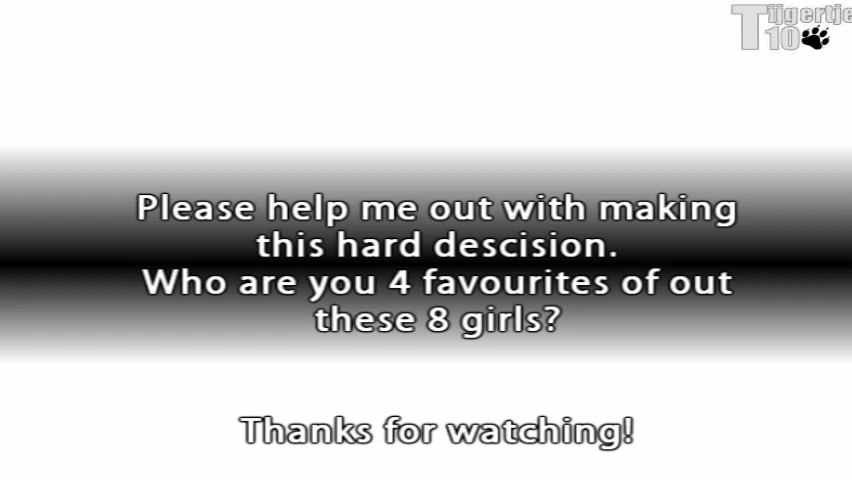 Tijgertje
10
Please help me out with making
this hard descision.
Who are you 4 favourites of out
these 8 girls?
Thanks for watching!